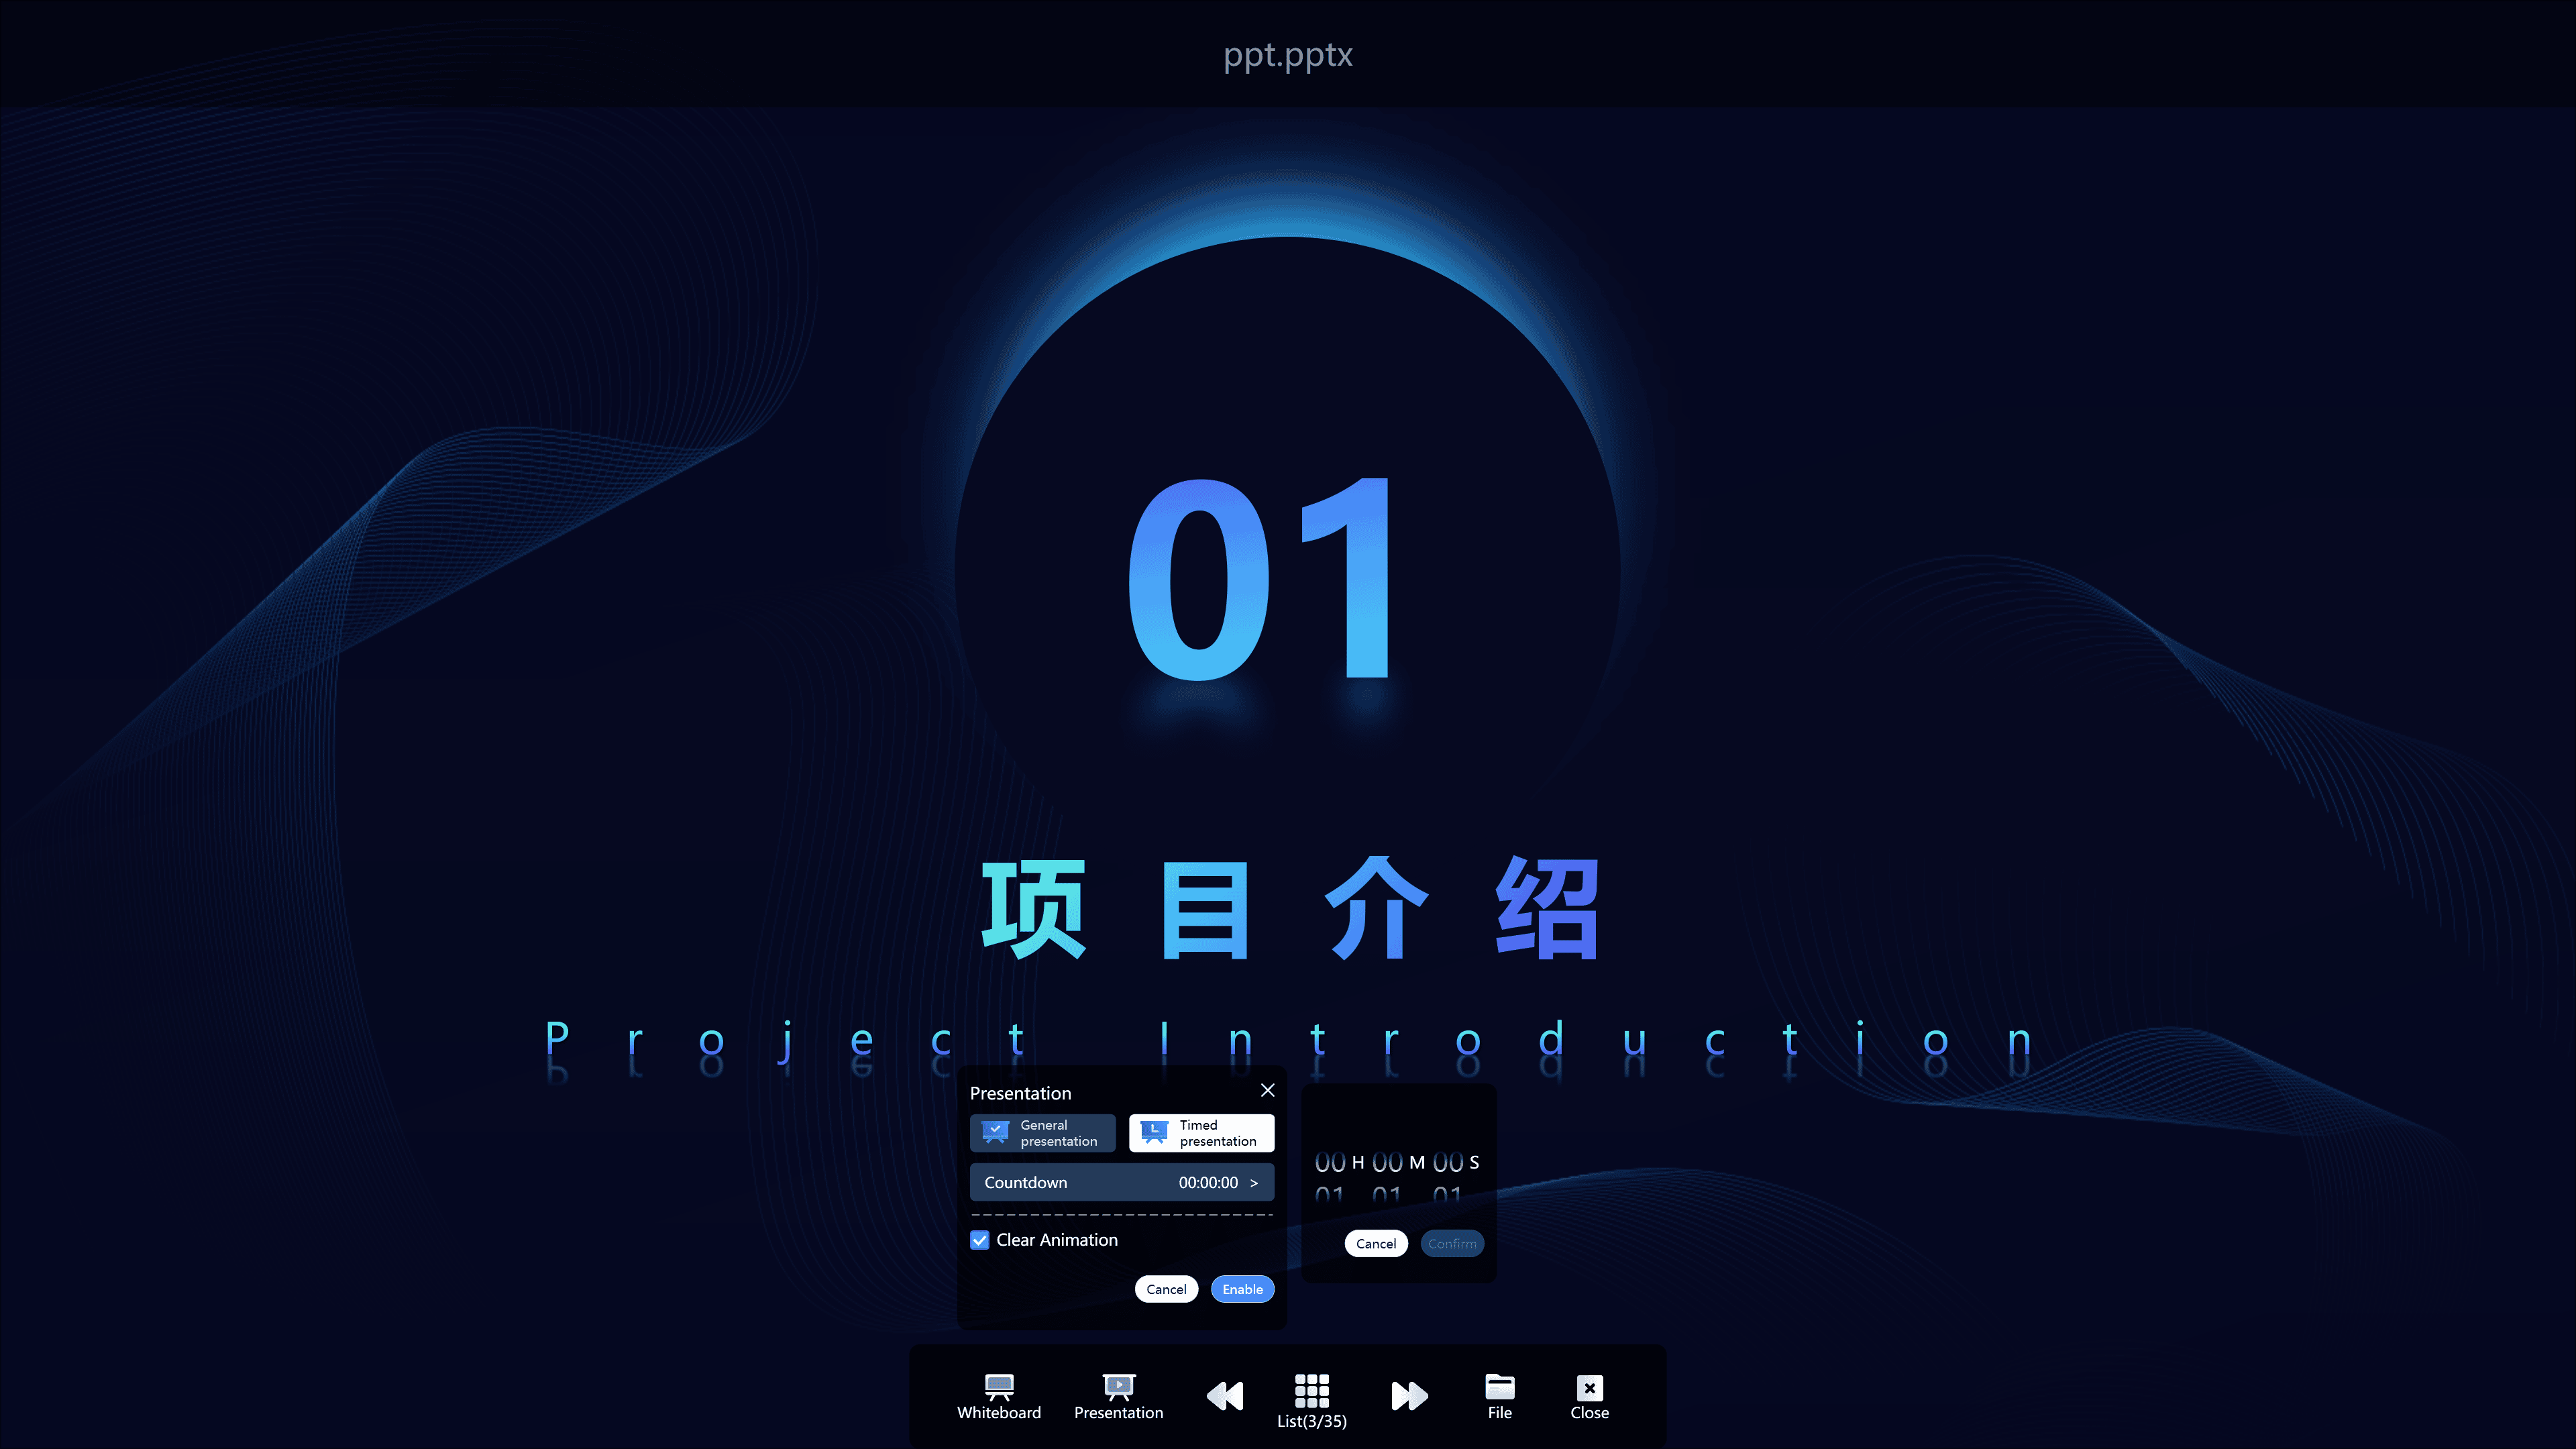 ppt.pptx
01
项目介绍
Project Introduction
Presentation
General presentation
Timed presentation
Countdown 00:00:00 >
Clear Animation
Cancel Enable
00 H 00 M 00 S
01 01 01
Cancel Confirm
Whiteboard Presentation List(3/35) File Close